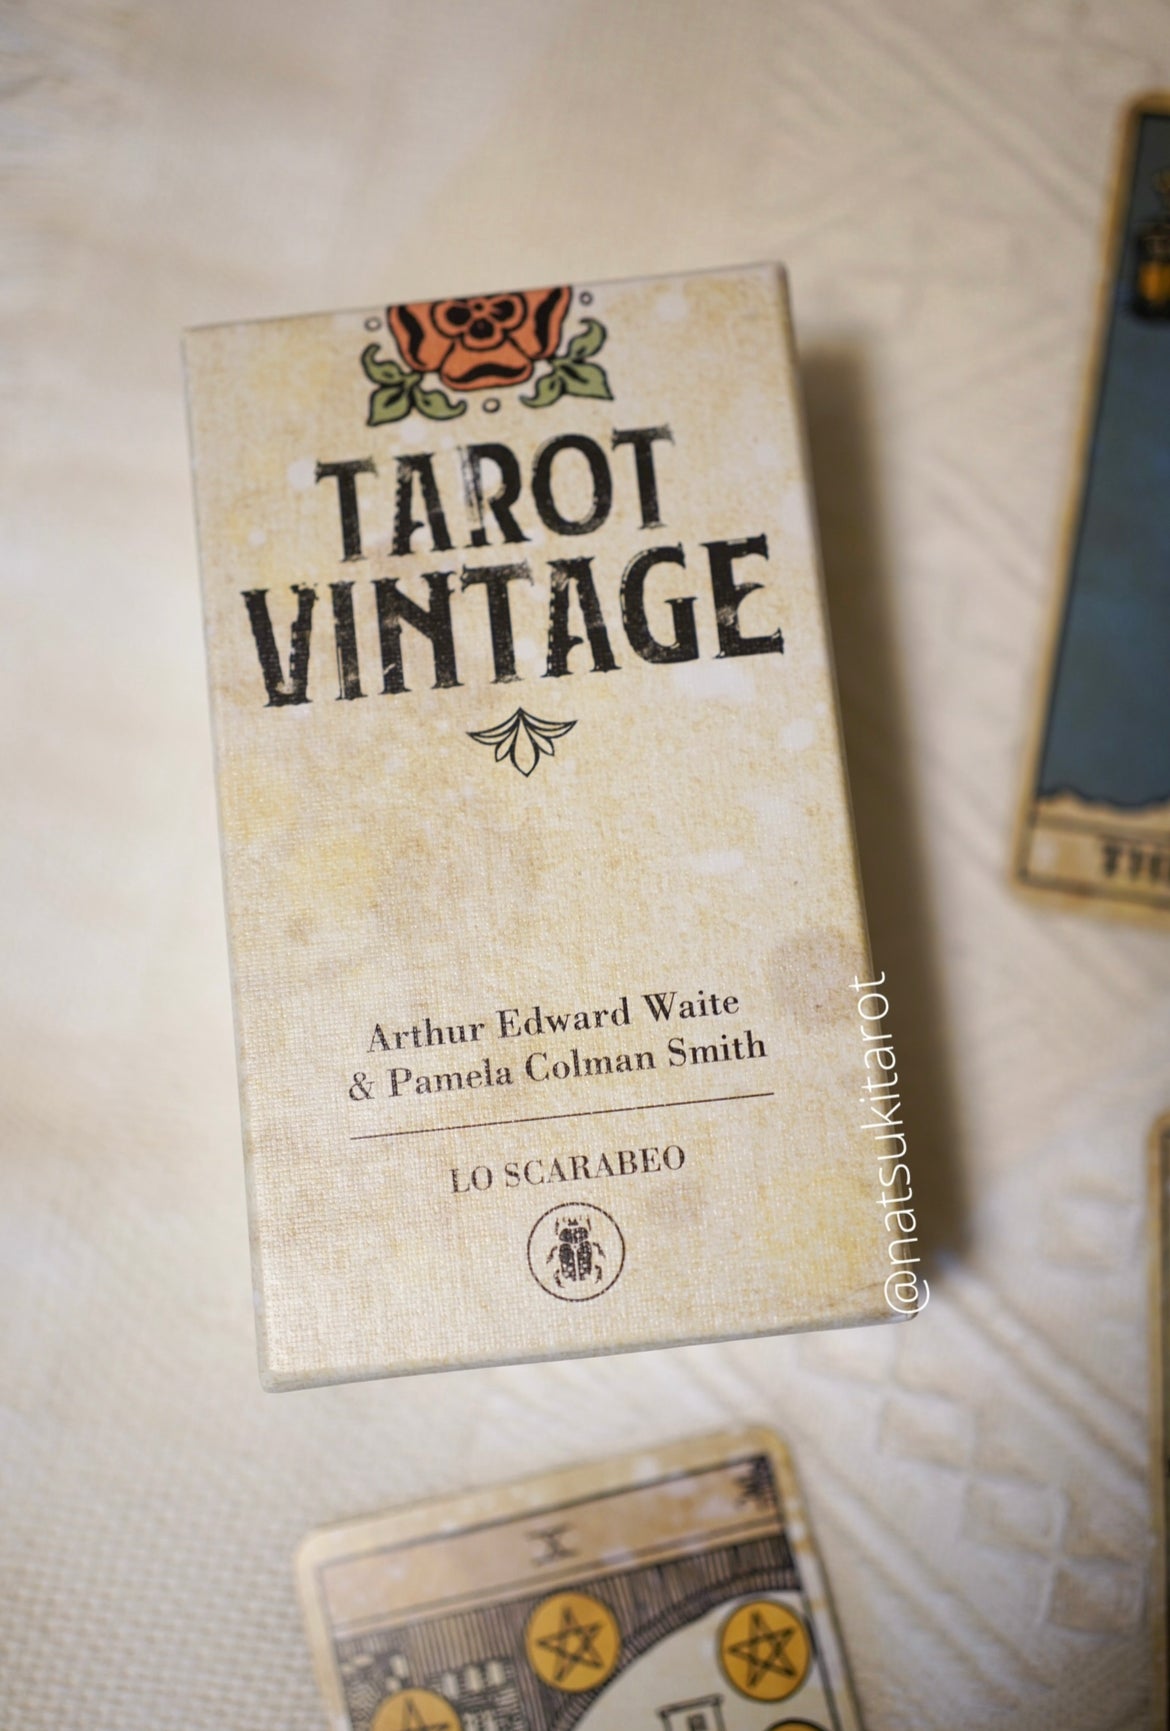 TAROT
VINTAGE
Arthur Edward Waite
& Pamela Colman Smith
LO SCARABEO
@natsukitarot
X